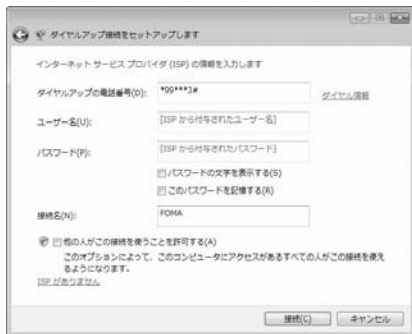 ダイヤルアップ接続をセットアップします
インターネット サービス プロバイダ (ISP) の情報を入力します
ダイヤルアップの電話番号(D): *99***3# ダイヤル情報
ユーザー名(U): [ISP から付与されたユーザー名]
パスワード(P): [ISP から付与されたパスワード]
パスワードの文字を表示する(S)
このパスワードを記憶する(R)
接続名(N): FOMA
他の人がこの接続を使うことを許可する(A)
このオプションによって、このコンピュータにアクセスがあるすべての人がこの接続を使え
るようになります。
ISP がありません
接続(C) キャンセル